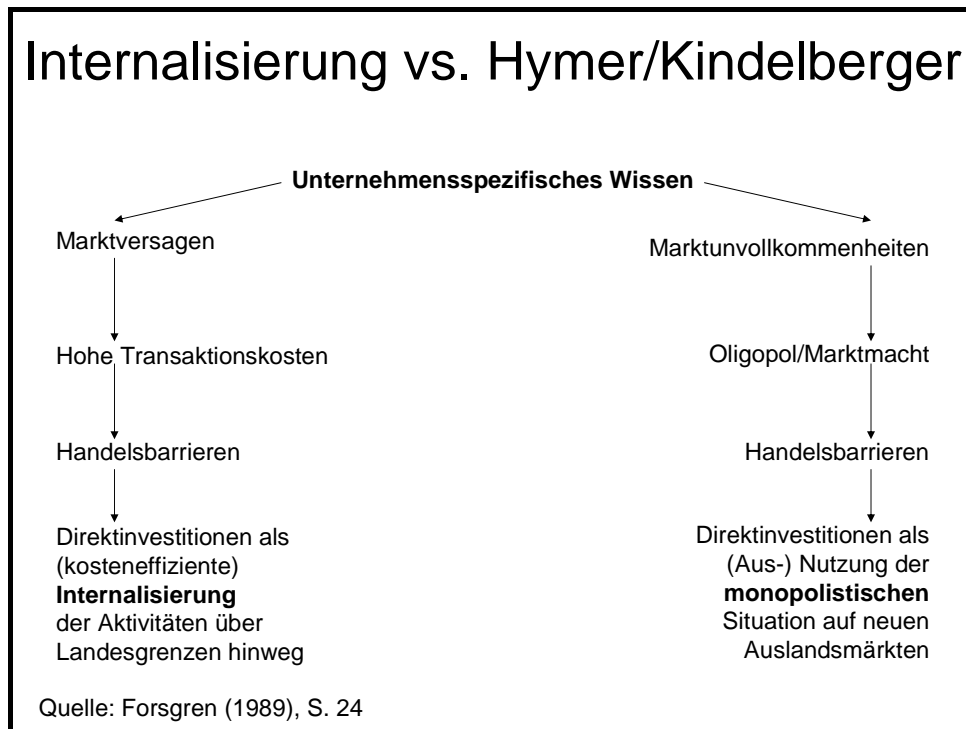 Internalisierung vs. Hymer/Kindelberger
Unternehmensspezifisches Wissen
Marktversagen
Hohe Transaktionskosten
Handelsbarrieren
Direktinvestitionen als
(kosteneffiziente)
Internalisierung
der Aktivitäten über
Landesgrenzen hinweg
Marktunvollkommenheiten
Oligopol/Marktmacht
Handelsbarrieren
Direktinvestitionen als
(Aus-) Nutzung der
monopolistischen
Situation auf neuen
Auslandsmärkten
Quelle: Forsgren (1989), S. 24